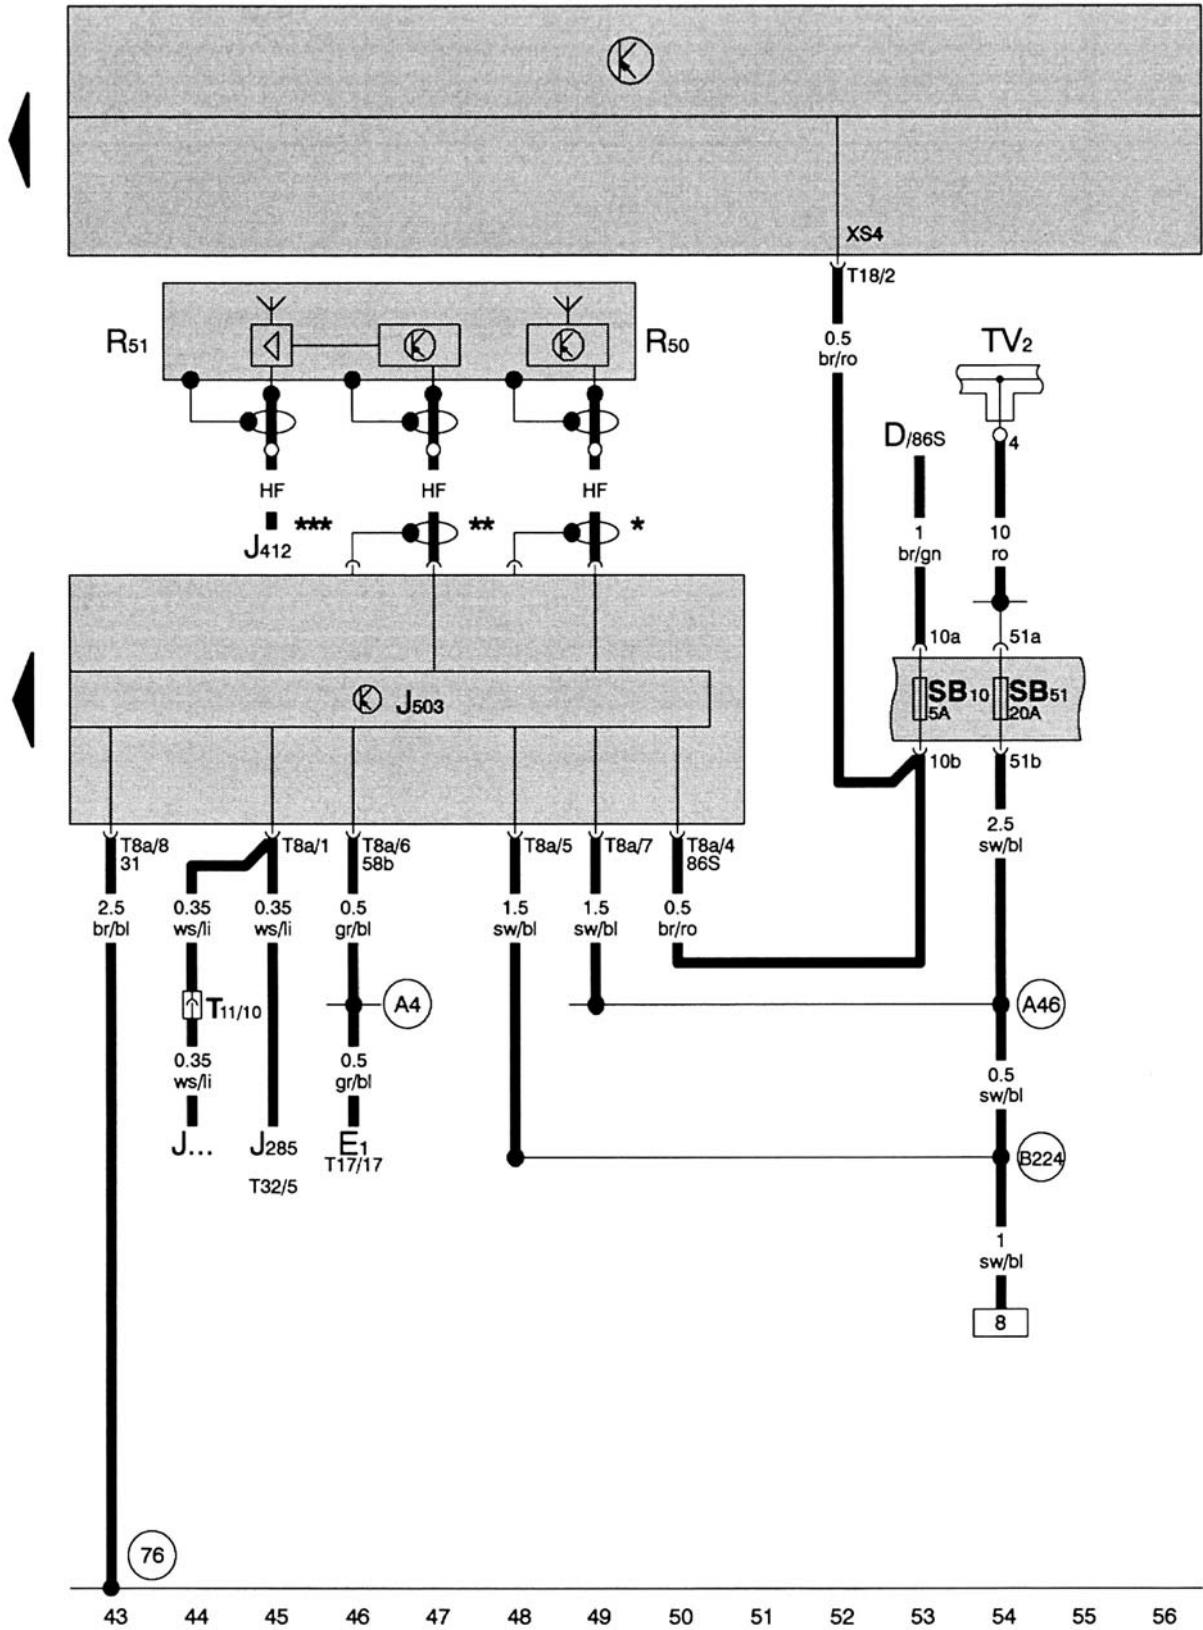 XS4
T18/2
R51
R50
0.5
br/ro
TV2
D/86S
4
HF
HF
HF
***
**
*
J412
1
br/gn
10
ro
10a
51a
SB10
5A
SB51
20A
J503
10b
51b
T8a/8
31
T8a/1
T8a/6
58b
T8a/5
T8a/7
T8a/4
86S
2.5
sw/bl
2.5
br/bl
0.35
ws/li
0.35
ws/li
0.5
gr/bl
1.5
sw/bl
1.5
sw/bl
0.5
br/ro
T11/10
A4
A46
0.35
ws/li
0.5
gr/bl
0.5
sw/bl
J...
J285
T32/5
E1
T17/17
B224
1
sw/bl
8
76
43 44 45 46 47 48 49 50 51 52 53 54 55 56